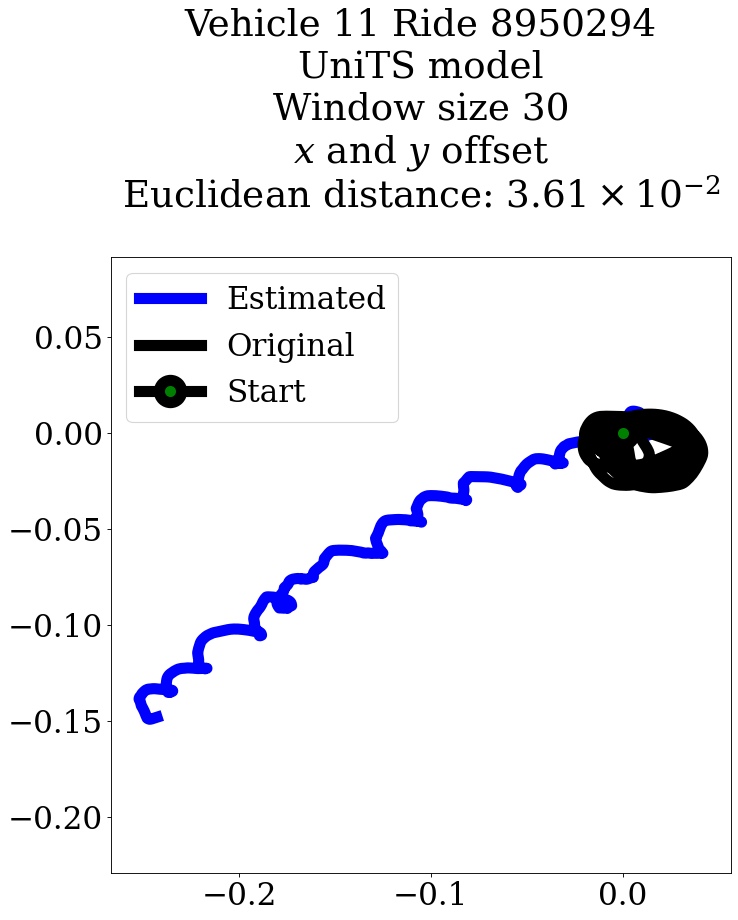 Vehicle 11 Ride 8950294
UniTS model
Window size 30
x and y offset
Euclidean distance: 3.61 × 10⁻²
Estimated
Original
Start
0.05
0.00
−0.05
−0.10
−0.15
−0.20
−0.2
−0.1
0.0